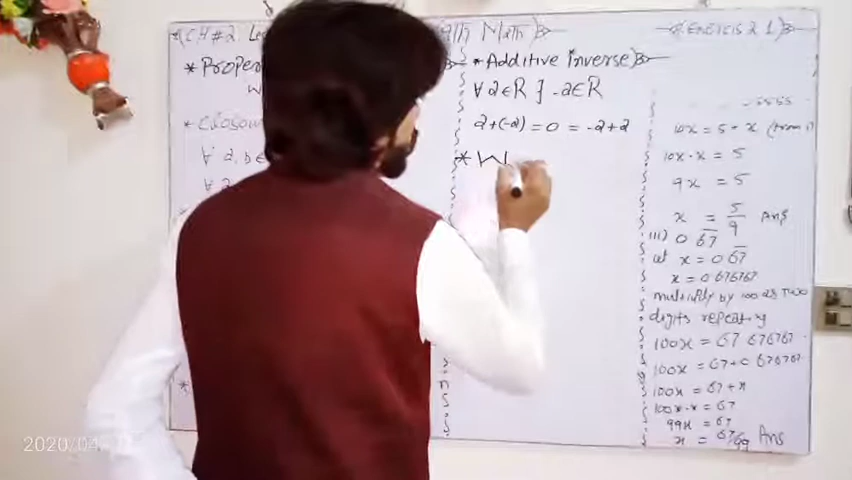 CH#2
9th Math
EXERCISE 2.1
* Proper
Closou
∀ a, b ∈
∀ a
* Additive Inverse
∀ a∈R ∃ -a∈R
a+(-a) = 0 = -a+a
* W
.5555
10x = 5 + x (from i)
10x-x = 5
9x = 5
x = 5/9 Ans
iii) 0.67
let x = 0.67
x = 0.676767
multiply by 100 as two
digits repeating
100x = 67.676767
100x = 67+0.676767
100x = 67+x
100x-x = 67
99x = 67
x = 67/99 Ans
2020/04